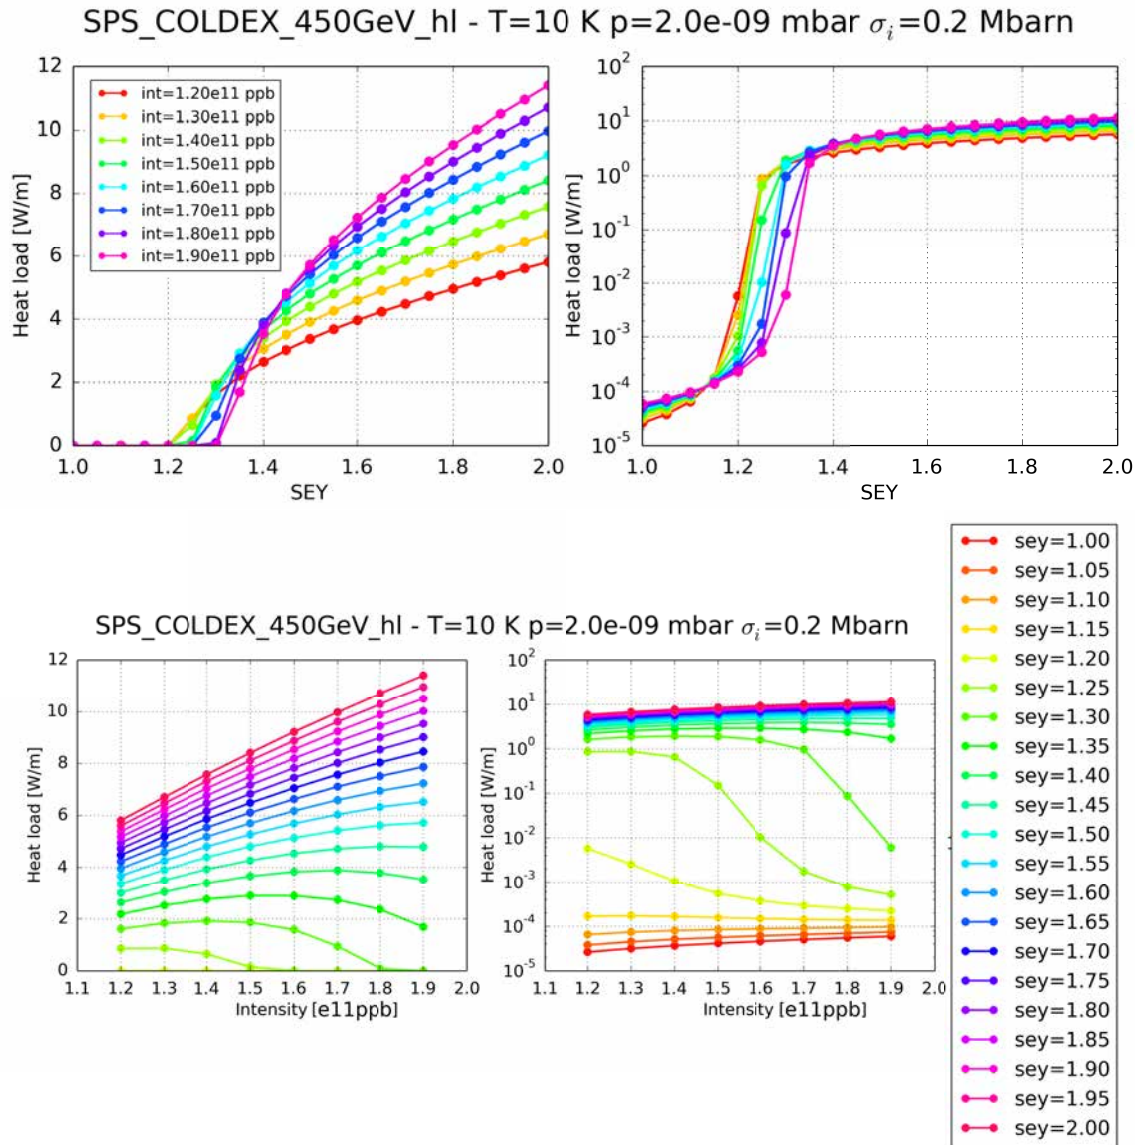 SPS_COLDEX_450GeV_hl - T=10 K p=2.0e-09 mbar σi=0.2 Mbarn
12
10
8
6
4
2
0
Heat load [W/m]
int=1.20e11 ppb
int=1.30e11 ppb
int=1.40e11 ppb
int=1.50e11 ppb
int=1.60e11 ppb
int=1.70e11 ppb
int=1.80e11 ppb
int=1.90e11 ppb
1.0 1.2 1.4 1.6 1.8 2.0
SEY
10^2
10^1
10^0
10^-1
10^-2
10^-3
10^-4
10^-5
Heat load [W/m]
1.0 1.2 1.4 1.6 1.8 2.0
SEY
SPS_COLDEX_450GeV_hl - T=10 K p=2.0e-09 mbar σi=0.2 Mbarn
12
10
8
6
4
2
0
Heat load [W/m]
1.1 1.2 1.3 1.4 1.5 1.6 1.7 1.8 1.9 2.0
Intensity [e11ppb]
10^2
10^1
10^0
10^-1
10^-2
10^-3
10^-4
10^-5
Heat load [W/m]
1.1 1.2 1.3 1.4 1.5 1.6 1.7 1.8 1.9 2.0
Intensity [e11ppb]
sey=1.00
sey=1.05
sey=1.10
sey=1.15
sey=1.20
sey=1.25
sey=1.30
sey=1.35
sey=1.40
sey=1.45
sey=1.50
sey=1.55
sey=1.60
sey=1.65
sey=1.70
sey=1.75
sey=1.80
sey=1.85
sey=1.90
sey=1.95
sey=2.00